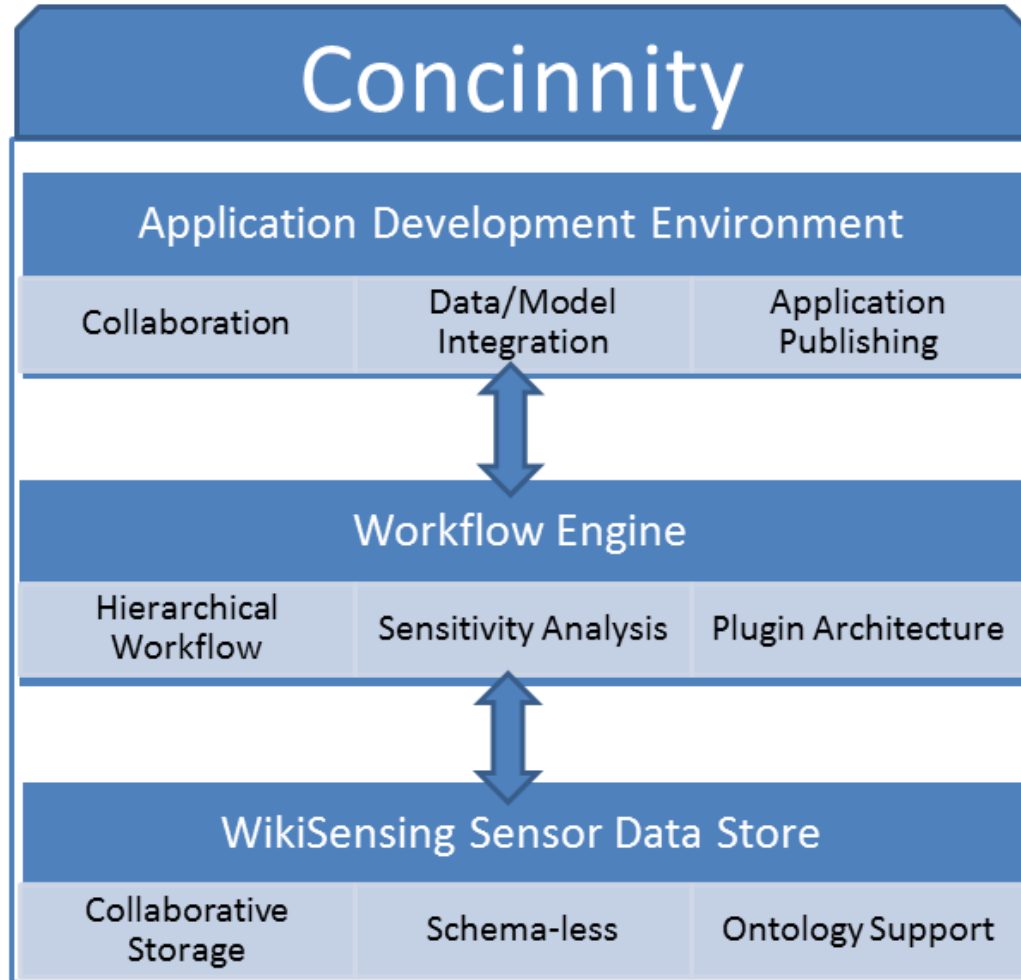 Concinnity
Application Development Environment
Collaboration
Data/Model
Integration
Application
Publishing
Workflow Engine
Hierarchical
Workflow
Sensitivity Analysis
Plugin Architecture
WikiSensing Sensor Data Store
Collaborative
Storage
Schema-less
Ontology Support